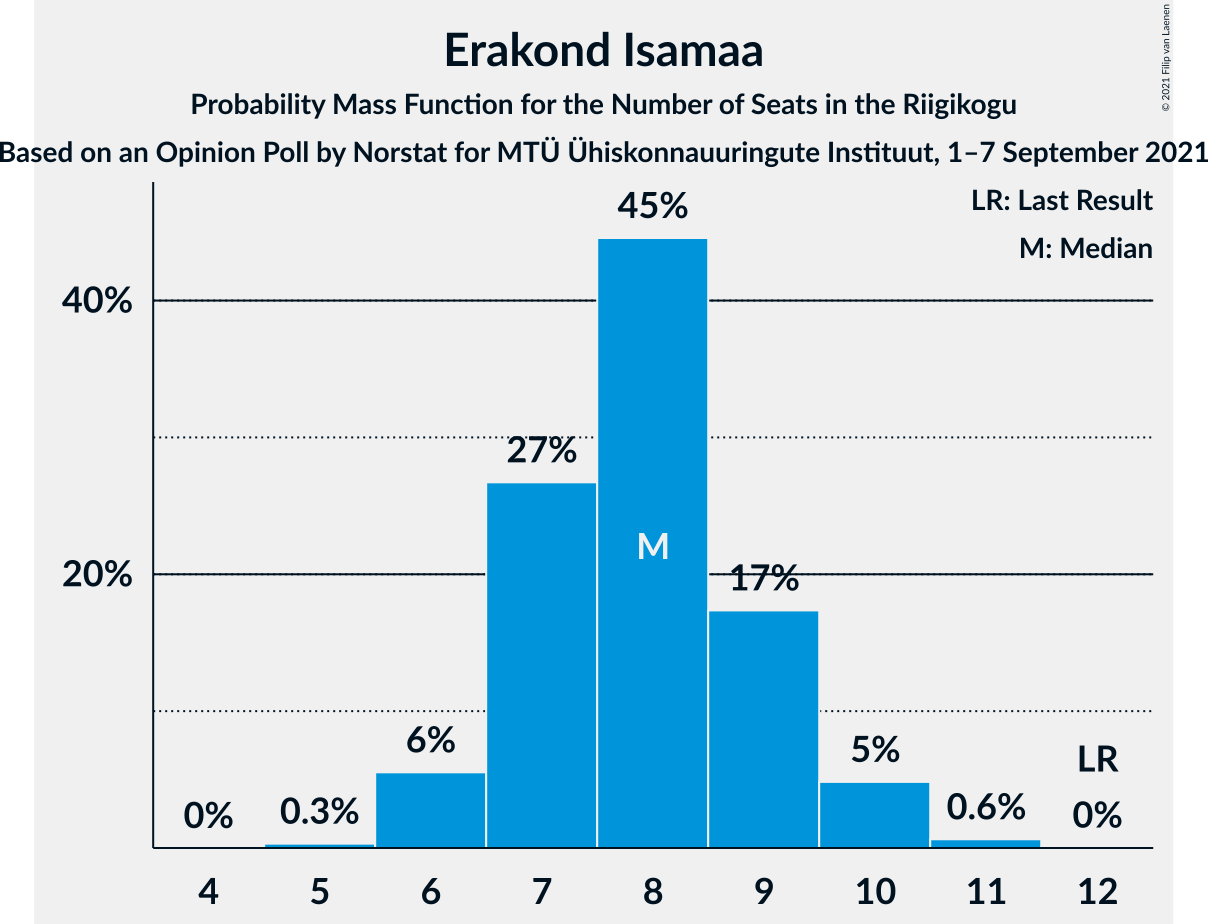 Erakond Isamaa
Probability Mass Function for the Number of Seats in the Riigikogu
Based on an Opinion Poll by Norstat for MTÜ Ühiskonnauuringute Instituut, 1–7 September 2021
© 2021 Filip van Laenen
LR: Last Result
M: Median
45%
40%
27%
M
20%
17%
6%
5%
LR
0%
0.3%
0.6%
0%
4 5 6 7 8 9 10 11 12